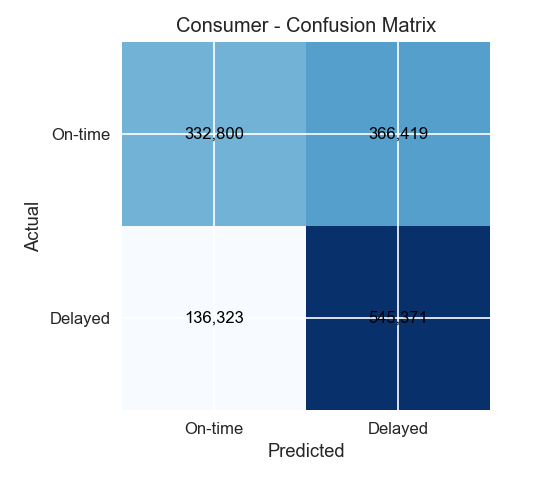 Consumer - Confusion Matrix
Actual
On-time
332,800
366,419
Delayed
136,323
545,371
On-time
Delayed
Predicted